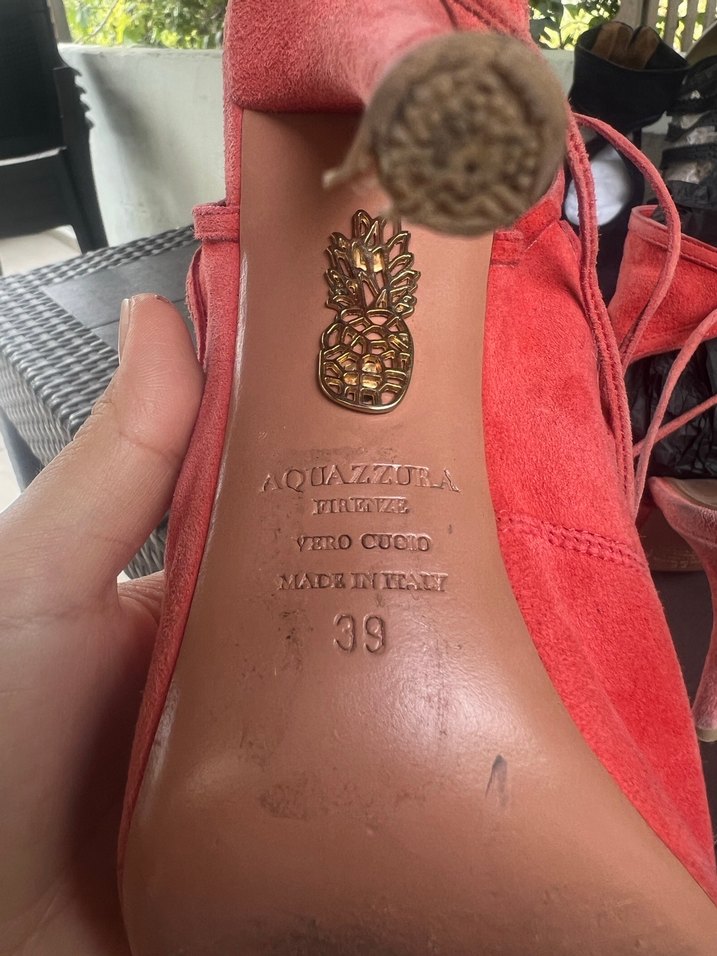 AQUAZZURA
FIRENZE
VERO CUOIO
MADE IN ITALY
39